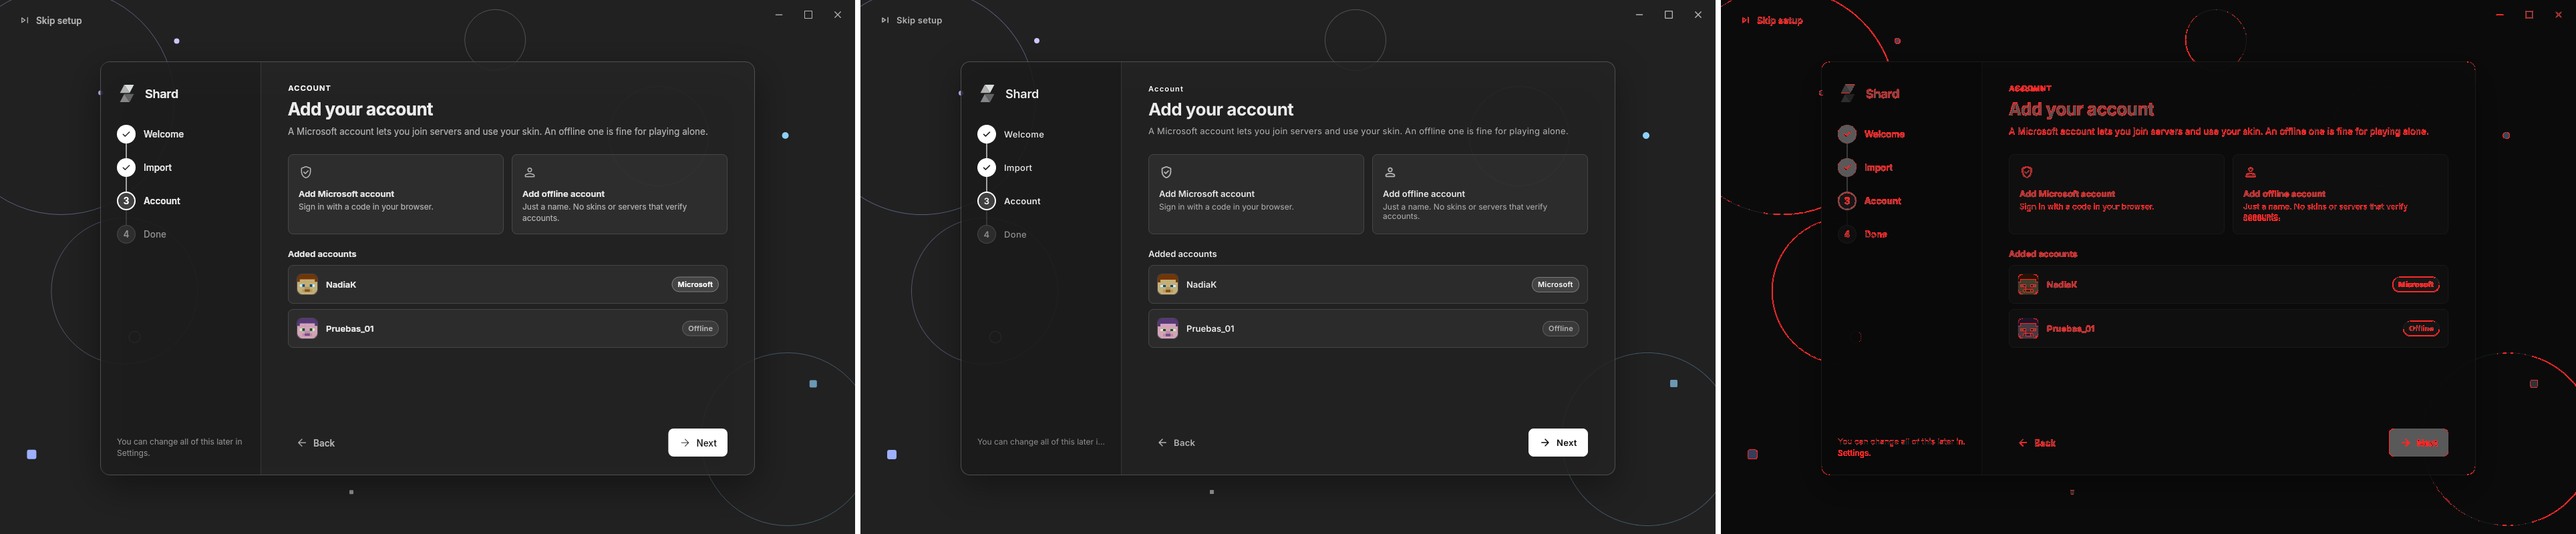 Skip setup
Shard
Welcome
Import
3 Account
4 Done
You can change all of this later in
Settings.
ACCOUNT
Add your account
A Microsoft account lets you join servers and use your skin. An offline one is fine for playing alone.
Add Microsoft account
Sign in with a code in your browser.
Add offline account
Just a name. No skins or servers that verify
accounts.
Added accounts
NadiaK
Microsoft
Pruebas_01
Offline
Back
Next
Skip setup
Shard
Welcome
Import
3 Account
4 Done
You can change all of this later i...
Account
Add your account
A Microsoft account lets you join servers and use your skin. An offline one is fine for playing alone.
Add Microsoft account
Sign in with a code in your browser.
Add offline account
Just a name. No skins or servers that verify
accounts.
Added accounts
NadiaK
Microsoft
Pruebas_01
Offline
Back
Next
Skip setup
Shard
Welcome
Import
3 Account
4 Done
You can change all of this later in.
Settings.
Add your account
A Microsoft account lets you join servers and use your skin. An offline one is fine for playing alone.
Add Microsoft account
Sign in with a code in your browser.
Add offline account
Just a name. No skins or servers that verify
accounts.
Added accounts
NadiaK
Microsoft
Pruebas_01
Offline
Back